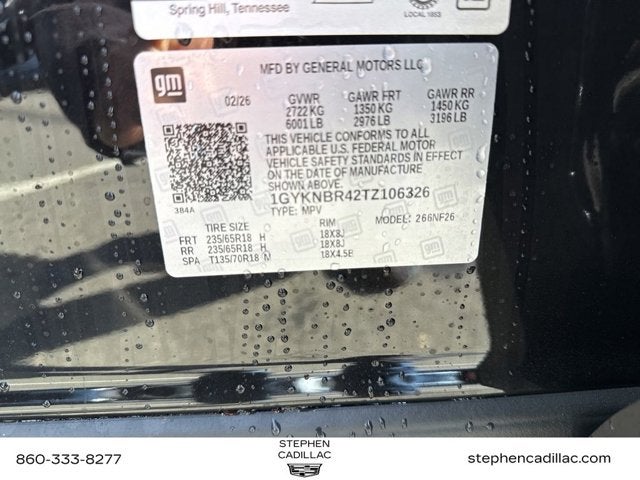 Spring Hill, Tennessee
LOCAL 1853
gm
MFD BY GENERAL MOTORS LLC
02/26 GVWR GAWR FRT GAWR RR
2722 KG 1350 KG 1450 KG
6001 LB 2976 LB 3196 LB
THIS VEHICLE CONFORMS TO ALL
APPLICABLE U.S. FEDERAL MOTOR
VEHICLE SAFETY STANDARDS IN EFFECT
ON THE DATE OF MANUFACTURE
SHOWN ABOVE.
1GYKNBR42TZ106326
384A TYPE: MPV MODEL: 266NF26
TIRE SIZE RIM
FRT 235/65R18 H 18X8J
RR 235/65R18 H 18X8J
SPA T135/70R18 M 18X4.5B
860-333-8277
STEPHEN
CADILLAC
stephencadillac.com